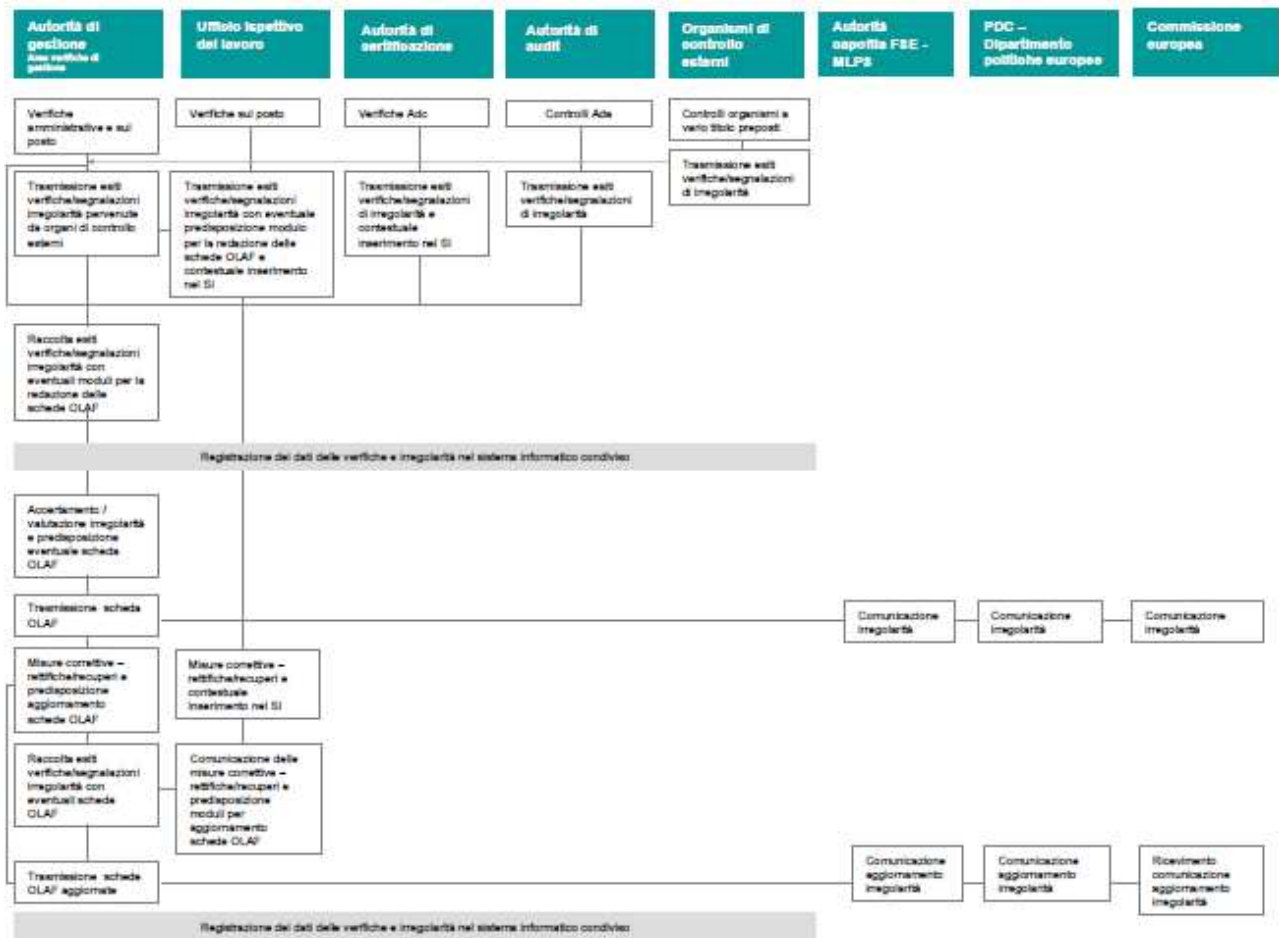 Autorità di
gestione
Area verifiche di
gestione
Ufficio ispettivo
del lavoro
Autorità di
certificazione
Autorità di
audit
Organismi di
controllo
esterni
Autorità
capofila FSE -
MLPS
PDC –
Dipartimento
politiche europee
Commissione
europea
Verifiche
amministrative e sul
posto
Verifiche sul posto
Verifiche Adc
Controlli Ada
Controlli organismi a
vario titolo preposti
Trasmissione esiti
verifiche/segnalazioni
di irregolarità
Trasmissione esiti
verifiche/segnalazioni
irregolarità pervenute
da organi di controllo
esterni
Trasmissione esiti
verifiche/segnalazioni
irregolarità con eventuale
predisposizione modulo
per la redazione delle
schede OLAF e
contestuale inserimento
nel SI
Trasmissione esiti
verifiche/segnalazioni
di irregolarità e
contestuale
inserimento nel SI
Trasmissione esiti
verifiche/segnalazioni
di irregolarità
Raccolta esiti
verifiche/segnalazioni
irregolarità con
eventuali moduli per la
redazione delle
schede OLAF
Registrazione dei dati delle verifiche e irregolarità nel sistema informatico condiviso
Accertamento /
valutazione irregolarità
e predisposizione
eventuale scheda
OLAF
Trasmissione scheda
OLAF
Comunicazione
irregolarità
Comunicazione
irregolarità
Comunicazione
irregolarità
Misure correttive –
rettifiche/recuperi e
predisposizione
aggiornamento
schede OLAF
Misure correttive –
rettifiche/recuperi e
contestuale
inserimento nel SI
Raccolta esiti
verifiche/segnalazioni
irregolarità con
eventuali scheda
OLAF
Comunicazione delle
misure correttive –
rettifiche/recuperi e
predisposizione
moduli per
aggiornamento
scheda OLAF
Trasmissione scheda
OLAF aggiornate
Comunicazione
aggiornamento
irregolarità
Comunicazione
aggiornamento
irregolarità
Ricevimento
comunicazione
aggiornamento
irregolarità
Registrazione dei dati delle verifiche e irregolarità nel sistema informatico condiviso